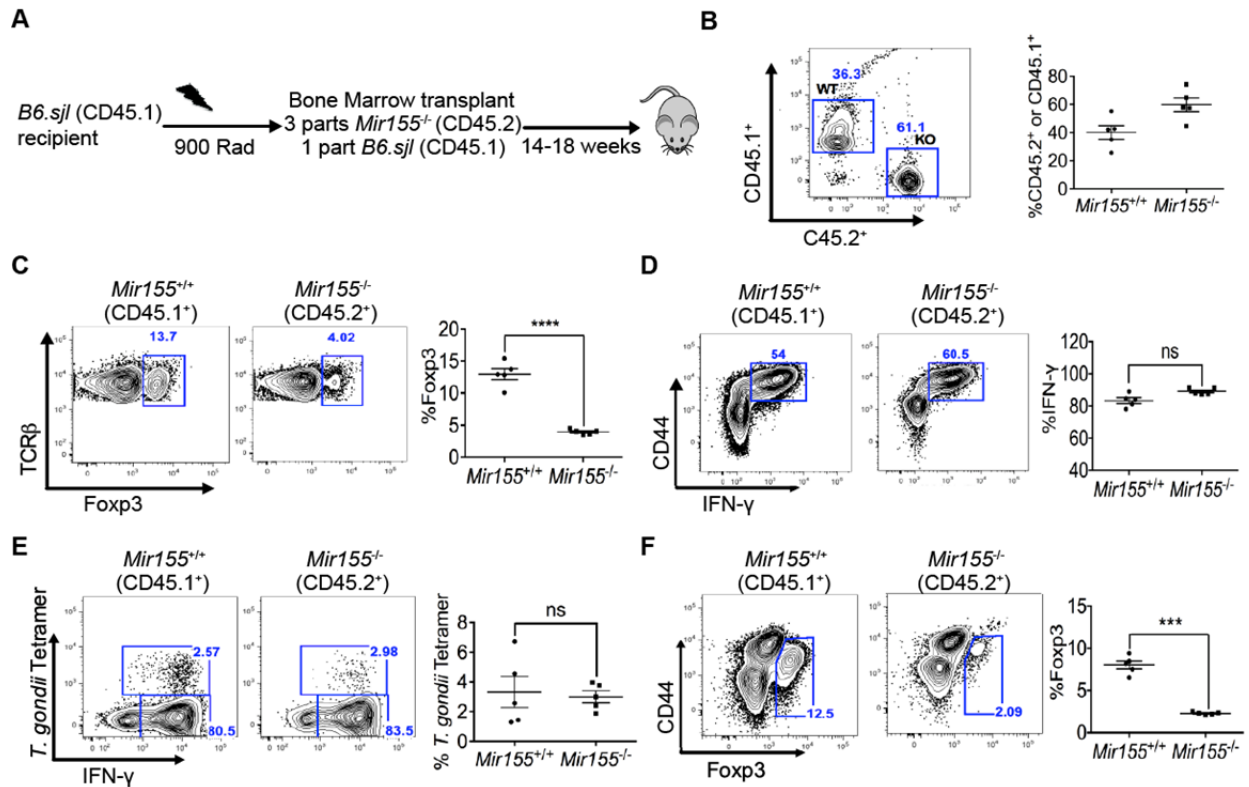 A
B6.sjl (CD45.1)
recipient
900 Rad
Bone Marrow transplant
3 parts Mir155-/- (CD45.2)
1 part B6.sjl (CD45.1)
14-18 weeks
B
CD45.1+
C45.2+
36.3
WT
61.1
KO
%CD45.2+ or CD45.1+
80
60
40
20
0
Mir155+/+ Mir155-/-
C
Mir155+/+
(CD45.1+)
Mir155-/-
(CD45.2+)
13.7
4.02
TCRβ
Foxp3
%Foxp3
20
15
10
5
0
****
Mir155+/+ Mir155-/-
D
Mir155+/+
(CD45.1+)
Mir155-/-
(CD45.2+)
54
60.5
CD44
IFN-γ
%IFN-γ
120
100
80
60
40
ns
Mir155+/+ Mir155-/-
E
Mir155+/+
(CD45.1+)
Mir155-/-
(CD45.2+)
2.57
80.5
2.98
83.5
T. gondii Tetramer
IFN-γ
% T. gondii Tetramer
8
6
4
2
0
ns
Mir155+/+ Mir155-/-
F
Mir155+/+
(CD45.1+)
Mir155-/-
(CD45.2+)
12.5
2.09
CD44
Foxp3
%Foxp3
15
10
5
0
***
Mir155+/+ Mir155-/-